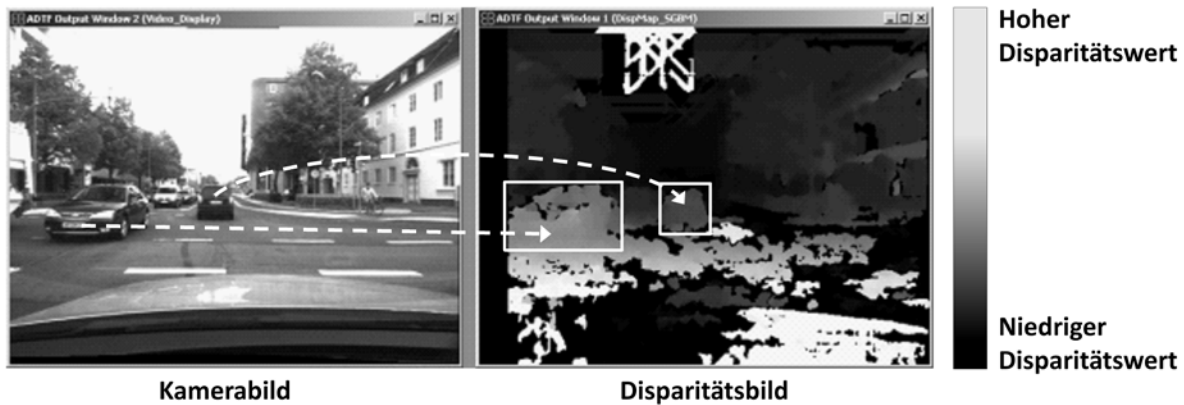 ADTF Output Window 2 (Video_Display)
ADTF Output Window 1 (DispMap_SGBM)
Hoher
Disparitätswert
Niedriger
Disparitätswert
Kamerabild
Disparitätsbild